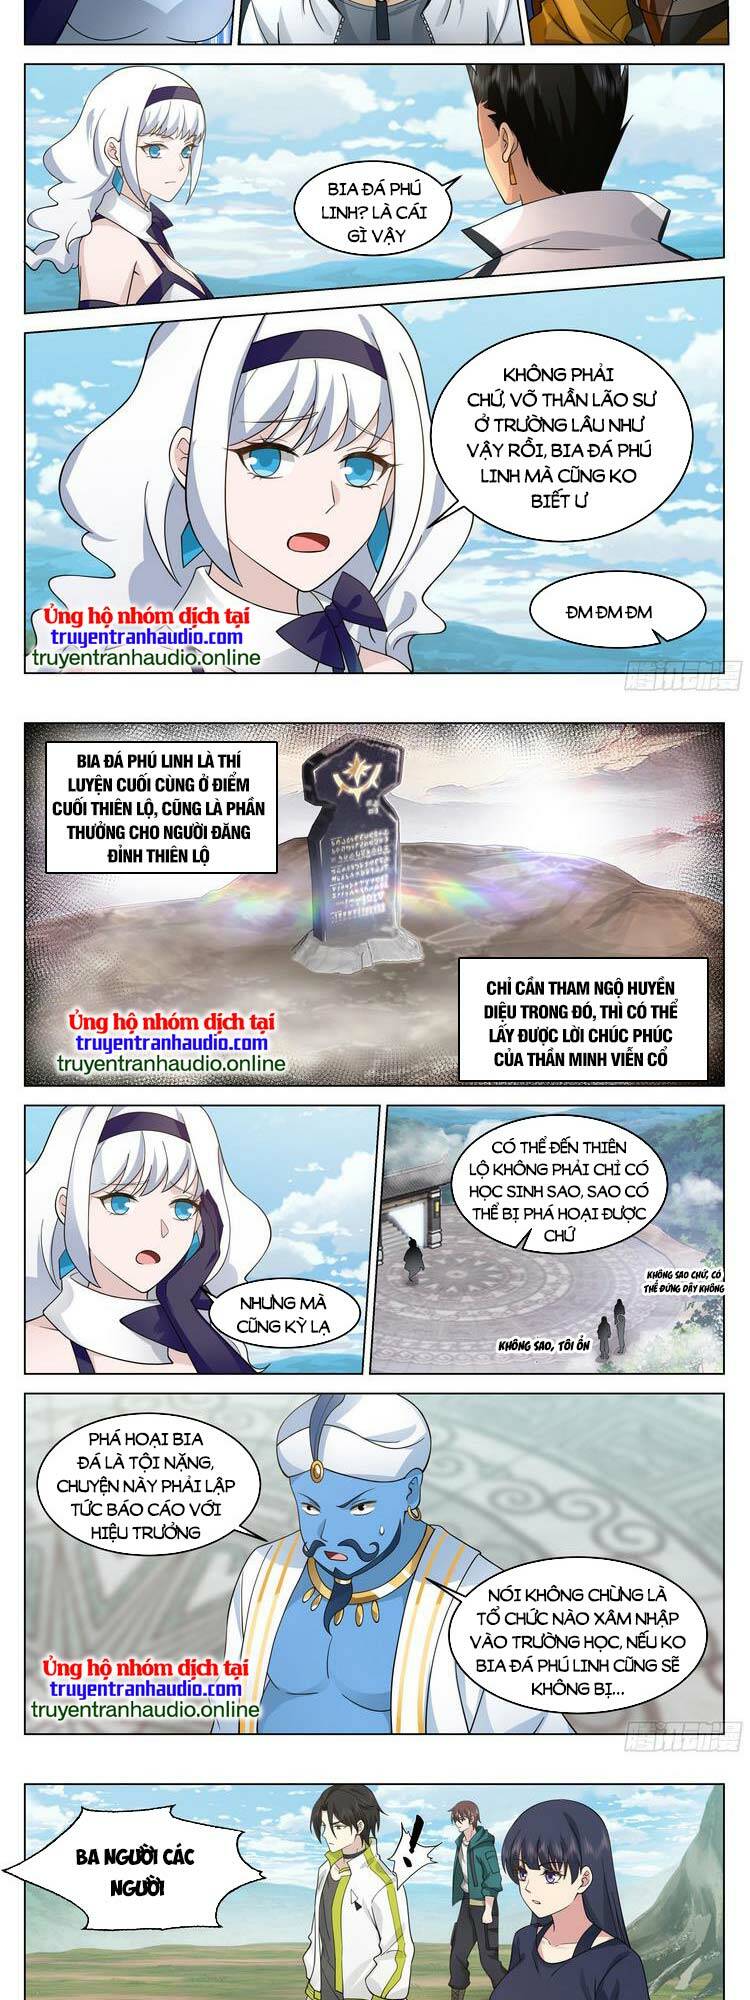 BIA ĐÁ PHÚ
LINH? LÀ CÁI
GÌ VẬY
KHÔNG PHẢI
CHỨ, VÕ THẦN LÃO SƯ
Ở TRƯỜNG LÂU NHƯ
VẬY RỒI, BIA ĐÁ PHÚ
LINH MÀ CŨNG KO
BIẾT Ư
ĐM ĐM ĐM
Ủng hộ nhóm dịch tại
truyentranhaudio.com
truyentranhaudio.online
BIA ĐÁ PHÚ LINH LÀ THÍ
LUYỆN CUỐI CÙNG Ở ĐIỂM
CUỐI THIÊN LỘ, CŨNG LÀ PHẦN
THƯỞNG CHO NGƯỜI ĐĂNG
ĐỈNH THIÊN LỘ
CHỈ CẦN THAM NGỘ HUYỀN
DIỆU TRONG ĐÓ, THÌ CÓ THỂ
LẤY ĐƯỢC LỜI CHÚC PHÚC
CỦA THẦN MINH VIỄN CỔ
Ủng hộ nhóm dịch tại
truyentranhaudio.com
truyentranhaudio.online
NHƯNG MÀ
CŨNG KỲ LẠ
CÓ THỂ ĐẾN THIÊN
LỘ KHÔNG PHẢI CHỈ CÓ
HỌC SINH SAO, SAO CÓ
THỂ BỊ PHÁ HOẠI ĐƯỢC
CHỨ
KHÔNG SAO CHỨ, CÓ
THỂ ĐỨNG DẬY KHÔNG
KHÔNG SAO, TÔI ỔN
PHÁ HOẠI BIA
ĐÁ LÀ TỘI NẶNG,
CHUYỆN NÀY PHẢI LẬP
TỨC BÁO CÁO VỚI
HIỆU TRƯỞNG
NÓI KHÔNG CHỪNG LÀ
TỔ CHỨC NÀO XÂM NHẬP
VÀO TRƯỜNG HỌC, NẾU KO
BIA ĐÁ PHÚ LINH CŨNG SẼ
KHÔNG BỊ...
Ủng hộ nhóm dịch tại
truyentranhaudio.com
truyentranhaudio.online
BA NGƯỜI CÁC
NGƯỜI
!